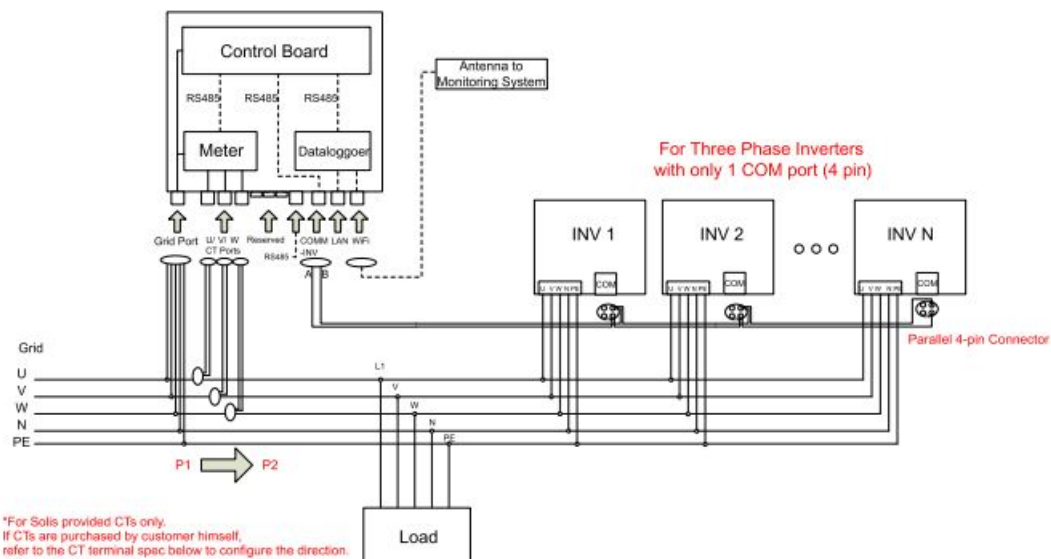 Control Board
Antenna to
Monitoring System
RS485
RS485
RS485
Meter
Dataloggoer
For Three Phase Inverters
with only 1 COM port (4 pin)
Grid Port
U/ V/ W
CT Ports
Reserved
RS485
COMM
-INV
LAN
WiFi
A
B
INV 1
INV 2
INV N
U V W N PE
COM
U V W N PE
COM
U V W N PE
COM
Parallel 4-pin Connector
Grid
U
V
W
N
PE
L1
V
W
N
PE
P1
P2
*For Solis provided CTs only.
If CTs are purchased by customer himself,
refer to the CT terminal spec below to configure the direction.
Load